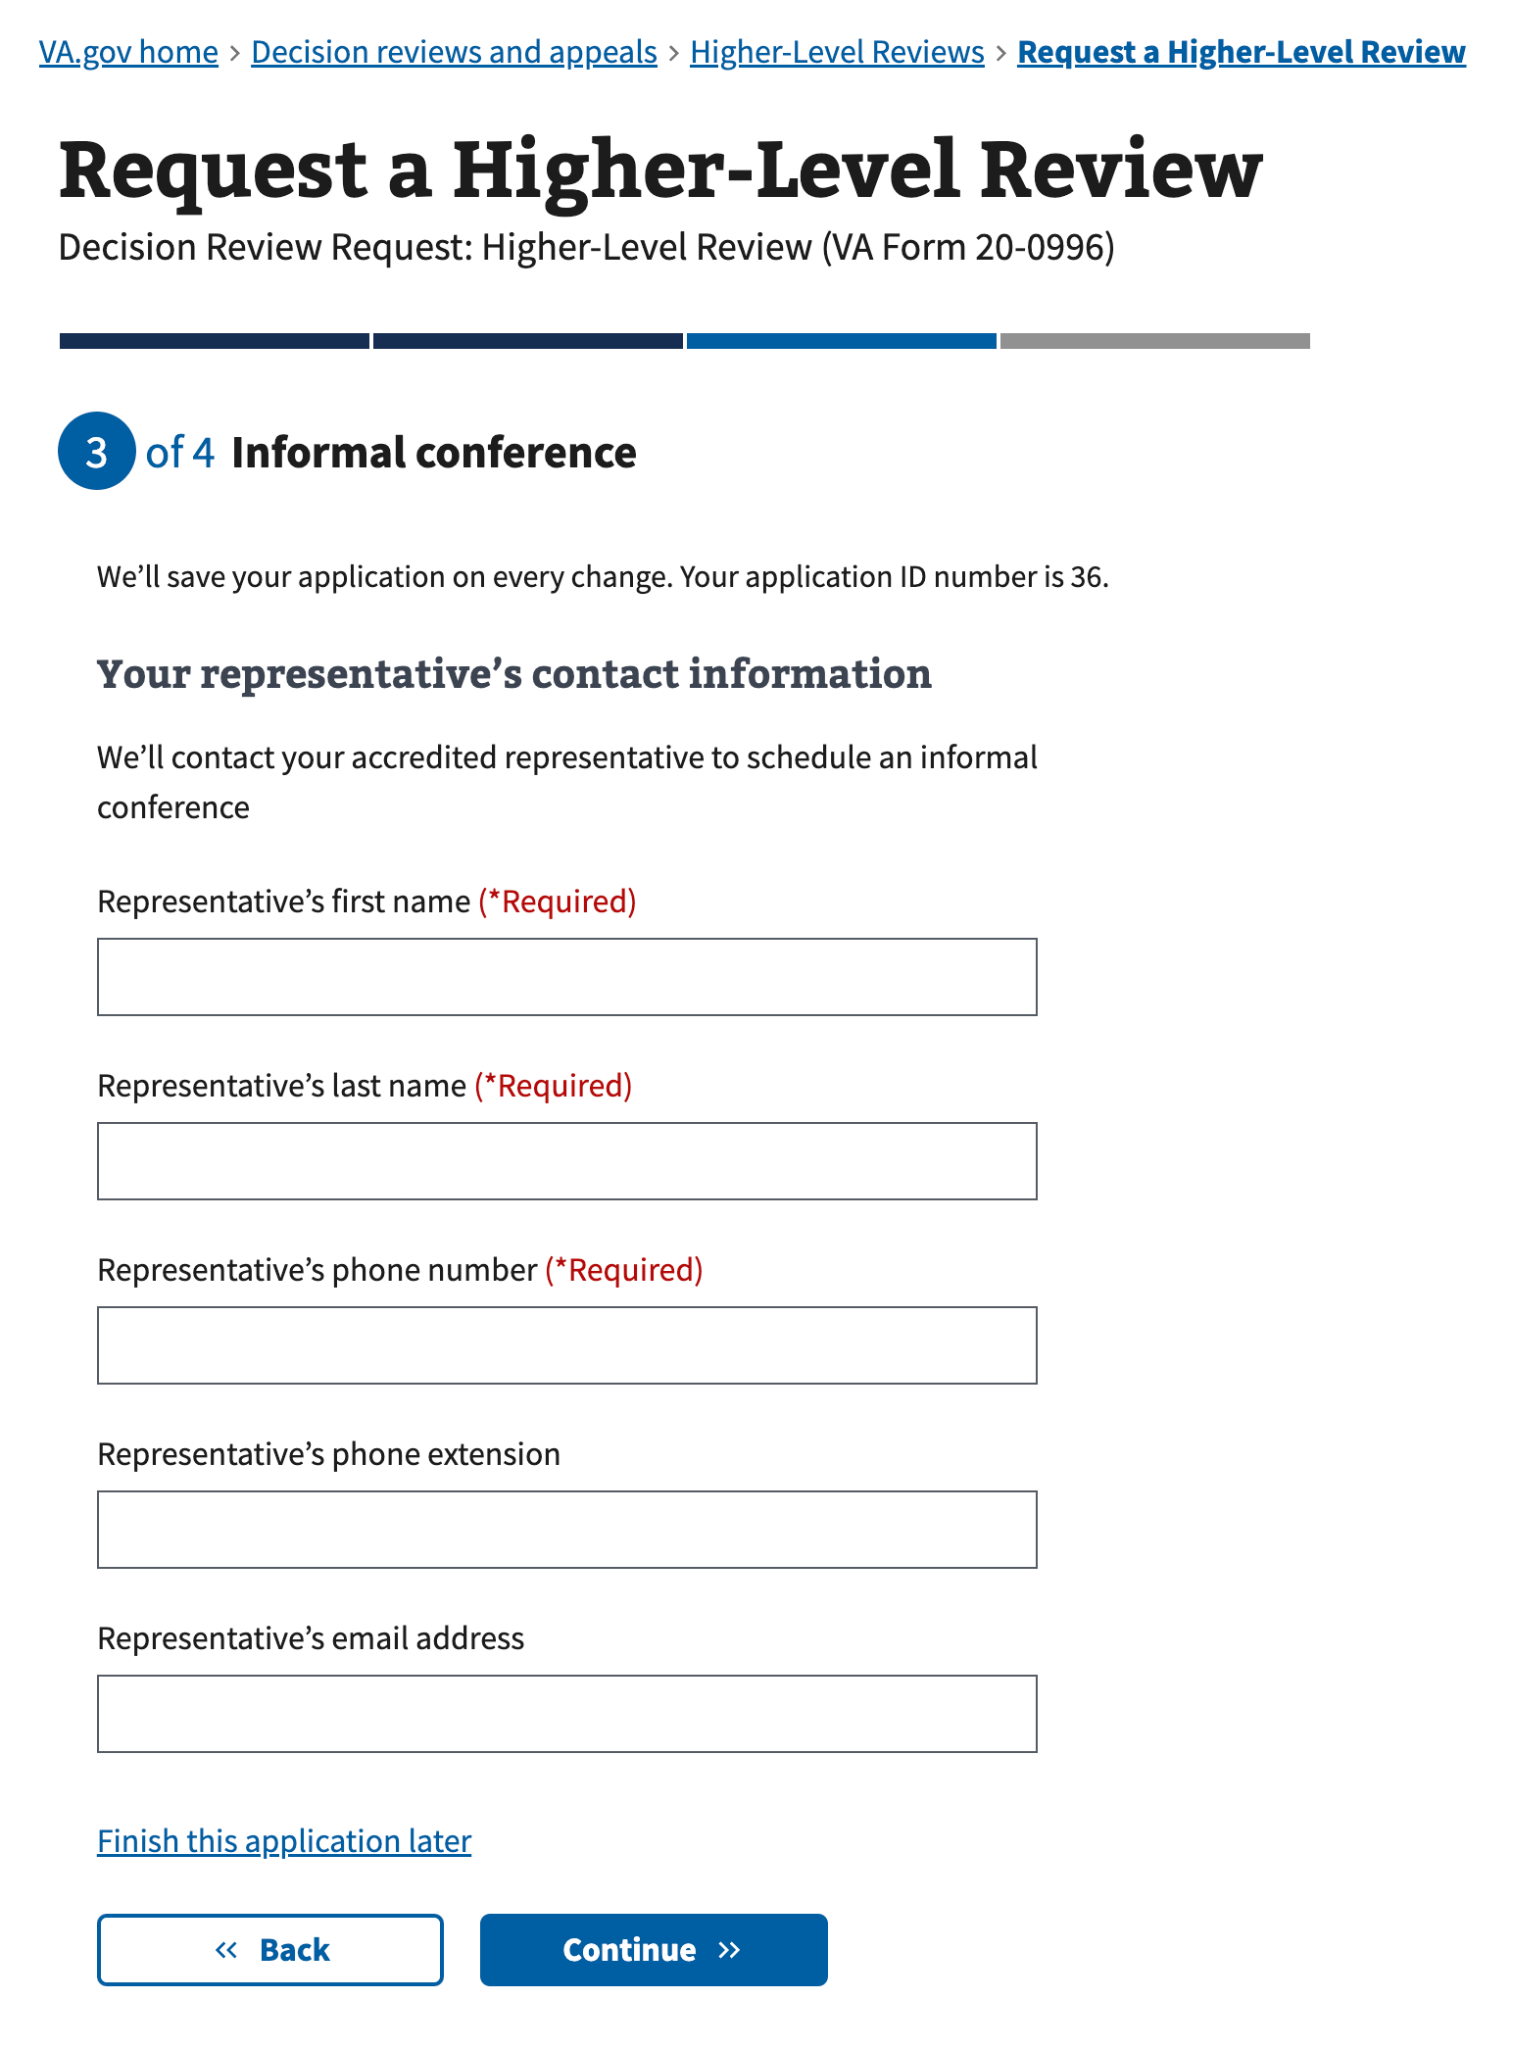 VA.gov home › Decision reviews and appeals › Higher-Level Reviews › Request a Higher-Level Review
Request a Higher-Level Review
Decision Review Request: Higher-Level Review (VA Form 20-0996)
3 of 4 Informal conference
We’ll save your application on every change. Your application ID number is 36.
Your representative’s contact information
We’ll contact your accredited representative to schedule an informal
conference
Representative’s first name (*Required)
Representative’s last name (*Required)
Representative’s phone number (*Required)
Representative’s phone extension
Representative’s email address
Finish this application later
« Back Continue »